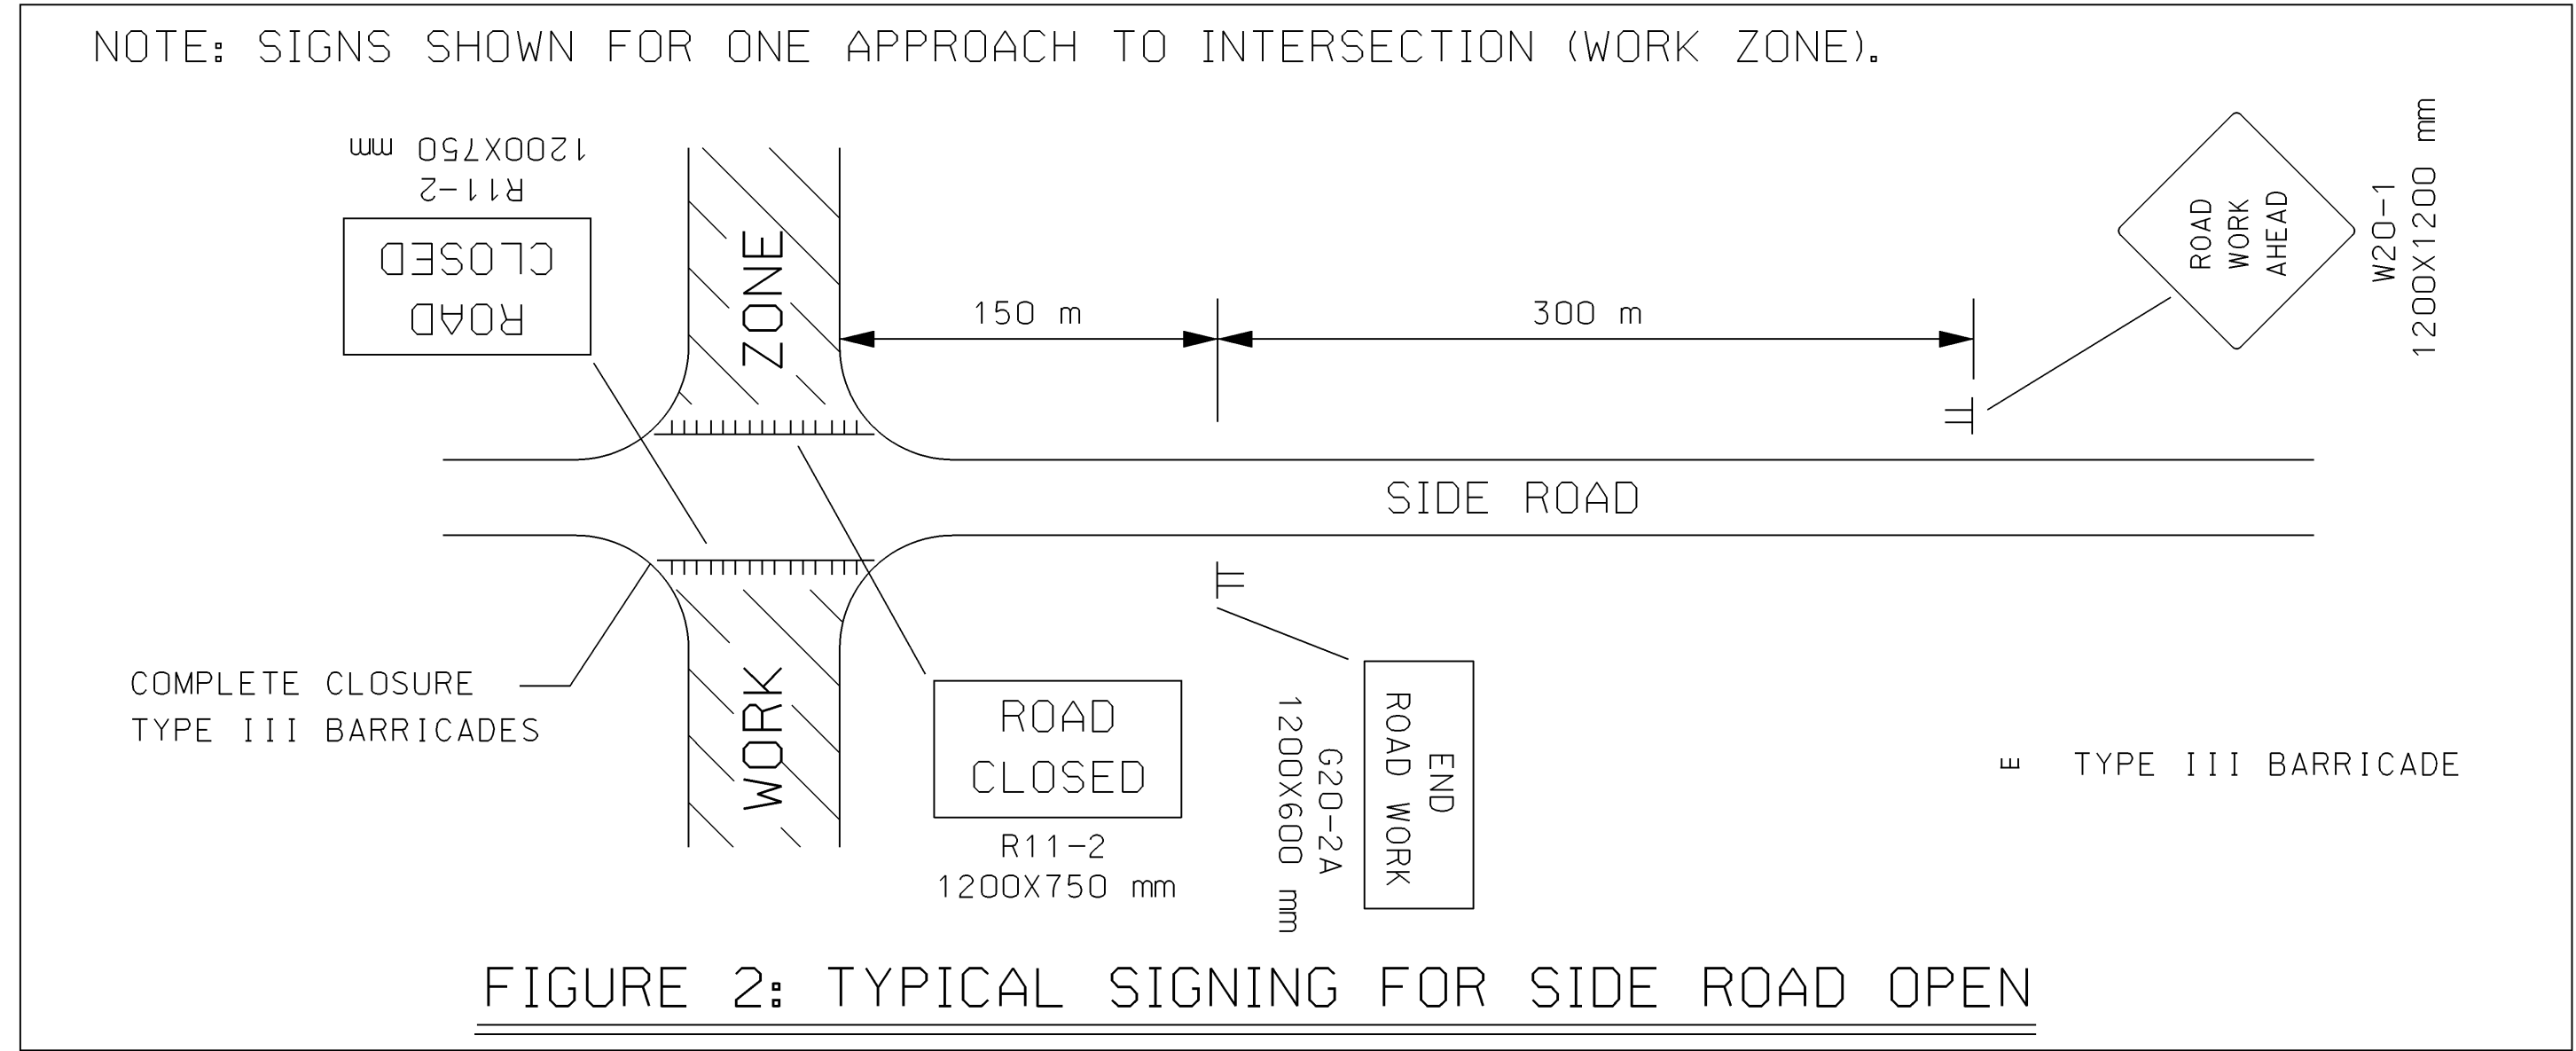 NOTE: SIGNS SHOWN FOR ONE APPROACH TO INTERSECTION (WORK ZONE).
1200X750 mm
R11-2
ROAD
CLOSED
ZONE
150 m
300 m
ROAD
WORK
AHEAD
W20-1
1200X1200 mm
SIDE ROAD
COMPLETE CLOSURE
TYPE III BARRICADES
WORK
ROAD
CLOSED
R11-2
1200X750 mm
END
ROAD WORK
G20-2A
1200X600 mm
E TYPE III BARRICADE
FIGURE 2: TYPICAL SIGNING FOR SIDE ROAD OPEN